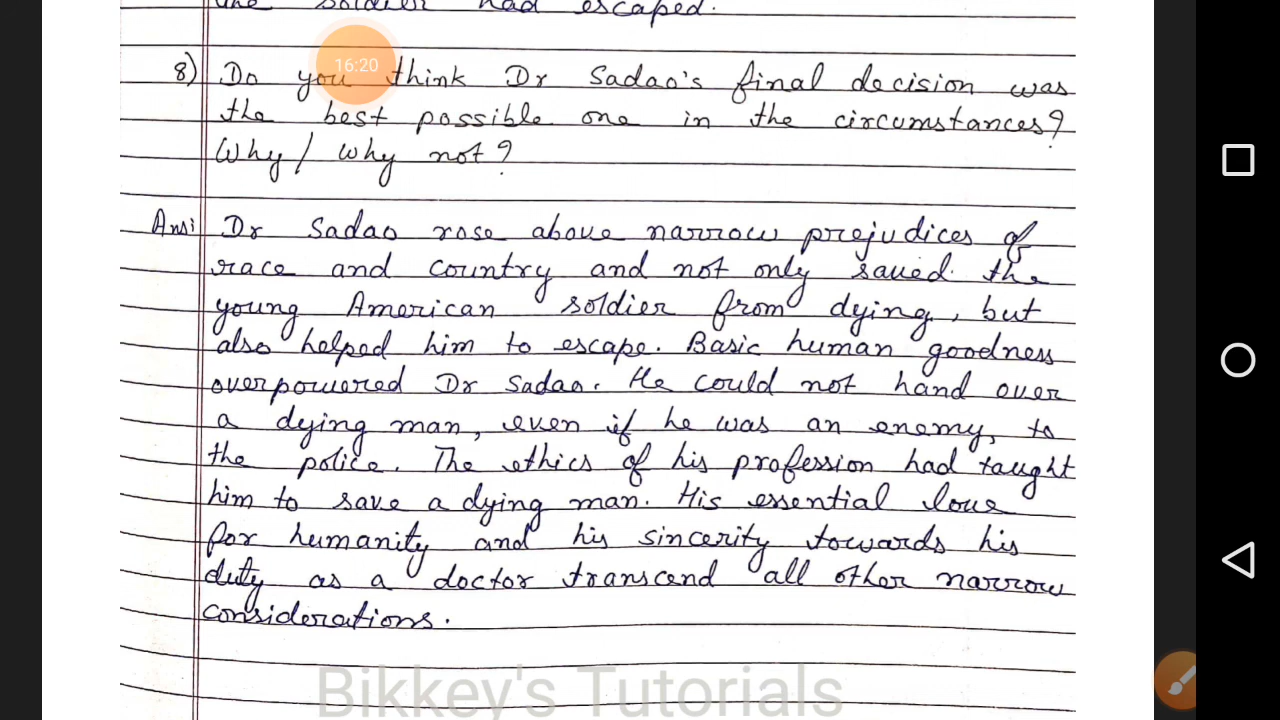 the soldier had escaped.
16:20
8) Do you think Dr Sadao's final decision was
the best possible one in the circumstances?
Why/ Why not?
Ans: Dr Sadao rose above narrow prejudices of
race and country and not only saved the
young American soldier from dying, but
also helped him to escape. Basic human goodness
overpowered Dr Sadao. He could not hand over
a dying man, even if he was an enemy, to
the police. The ethics of his profession had taught
him to save a dying man. His essential love
for humanity and his sincerity towards his
duty as a doctor transcend all other narrow
considerations.
Bikkey's Tutorials